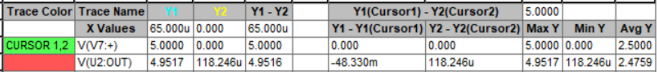 Trace Color Trace Name Y1 Y2 Y1 - Y2 Y1(Cursor1) - Y2(Cursor2) 5.0000
X Values 65.000u 0.000 65.000u Y1 - Y1(Cursor1) Y2 - Y2(Cursor2) Max Y Min Y Avg Y
CURSOR 1,2 V(V7:+) 5.0000 0.000 5.0000 0.000 0.000 5.0000 0.000 2.5000
V(U2:OUT) 4.9517 118.246u 4.9516 -48.330m 118.246u 4.9517 118.246u 2.4759